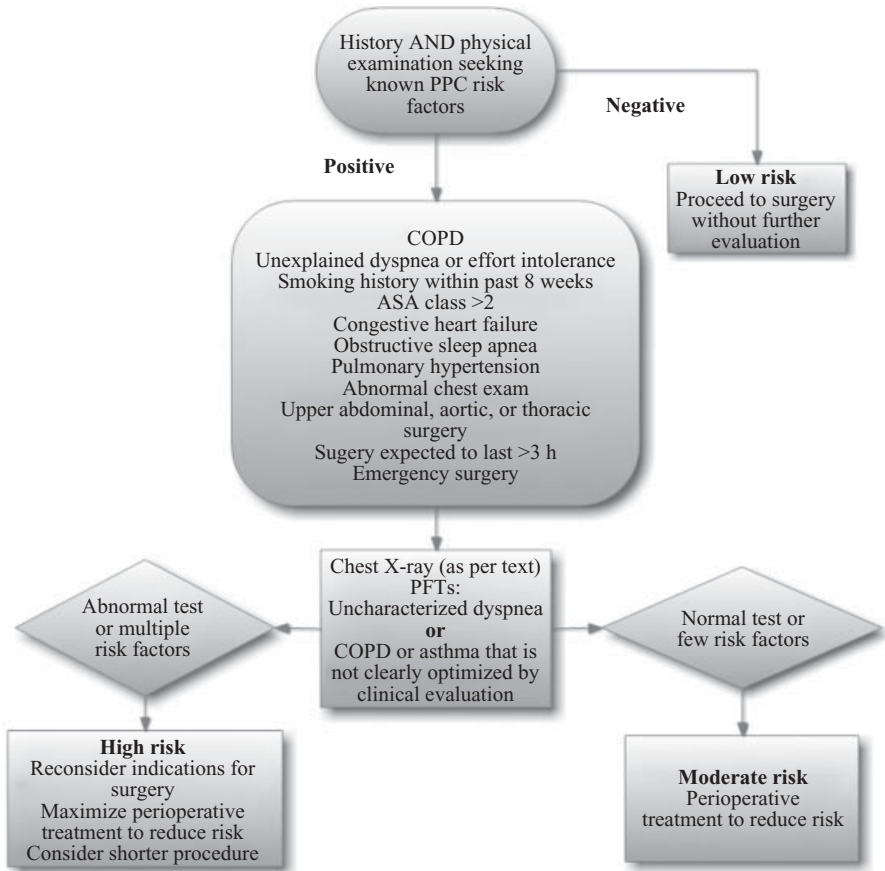 History AND physical
examination seeking
known PPC risk
factors
Negative
Positive
Low risk
Proceed to surgery
without further
evaluation
COPD
Unexplained dyspnea or effort intolerance
Smoking history within past 8 weeks
ASA class >2
Congestive heart failure
Obstructive sleep apnea
Pulmonary hypertension
Abnormal chest exam
Upper abdominal, aortic, or thoracic
surgery
Sugery expected to last >3 h
Emergency surgery
Chest X-ray (as per text)
PFTs:
Uncharacterized dyspnea
or
COPD or asthma that is
not clearly optimized by
clinical evaluation
Abnormal test
or multiple
risk factors
Normal test or
few risk factors
High risk
Reconsider indications for
surgery
Maximize perioperative
treatment to reduce risk
Consider shorter procedure
Moderate risk
Perioperative
treatment to reduce risk